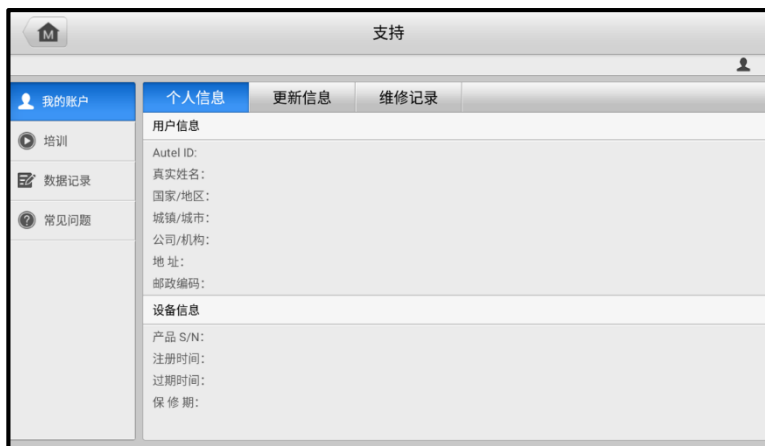 M
支持
我的账户
培训
数据记录
常见问题
个人信息 更新信息 维修记录
用户信息
Autel ID:
真实姓名:
国家/地区:
城镇/城市:
公司/机构:
地 址:
邮政编码:
设备信息
产品 S/N:
注册时间:
过期时间:
保 修 期: